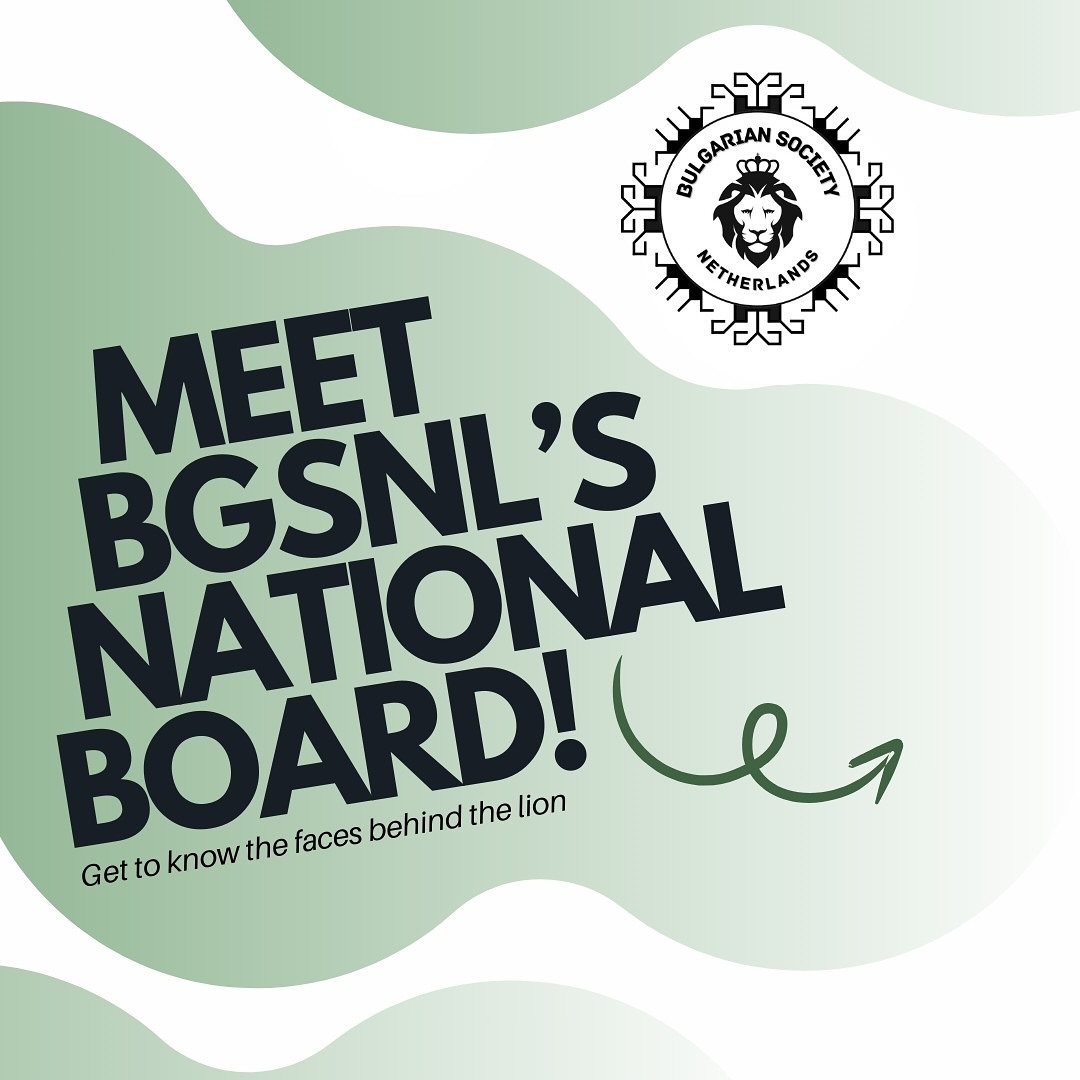 BULGARIAN SOCIETY
NETHERLANDS
MEET
BGSNL'S
NATIONAL
BOARD!
Get to know the faces behind the lion